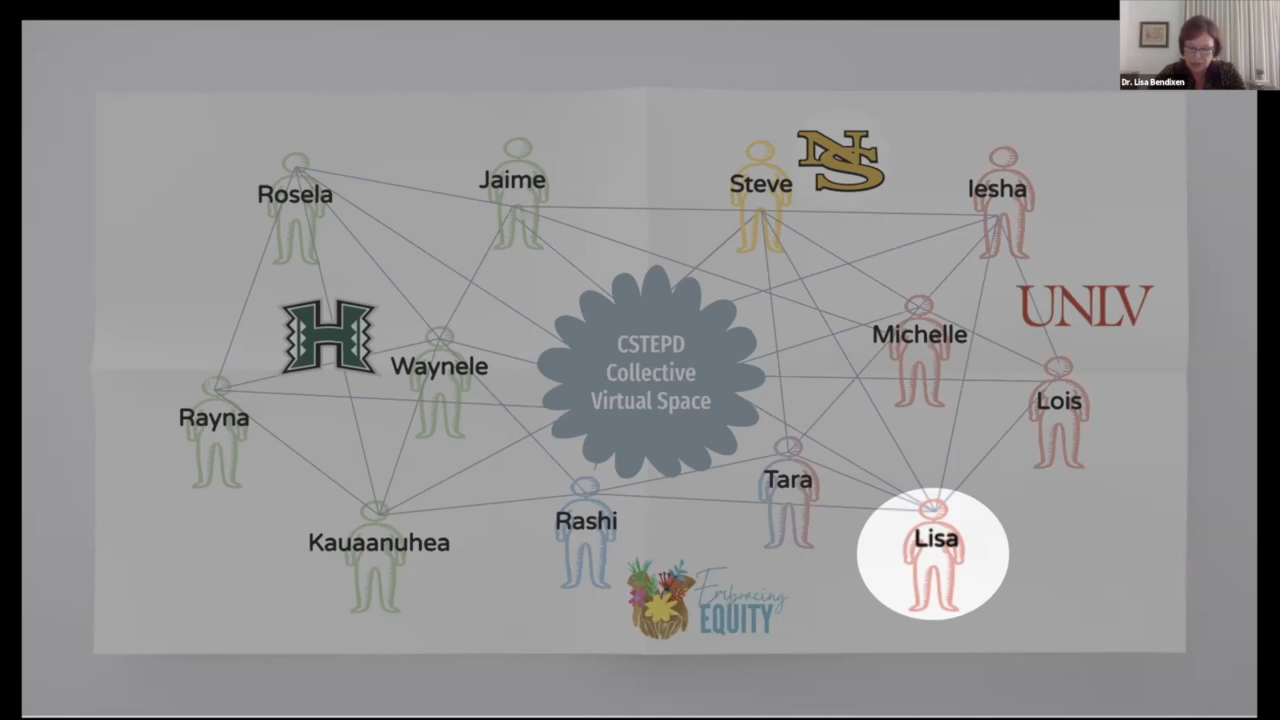 Dr. Lisa Bendixen
Rosela
Jaime
Steve
NS
Iesha
H
UNLV
Waynele
CSTEPD
Collective
Virtual Space
Michelle
Rayna
Lois
Kauaanuhea
Rashi
Tara
Lisa
Embracing
EQUITY